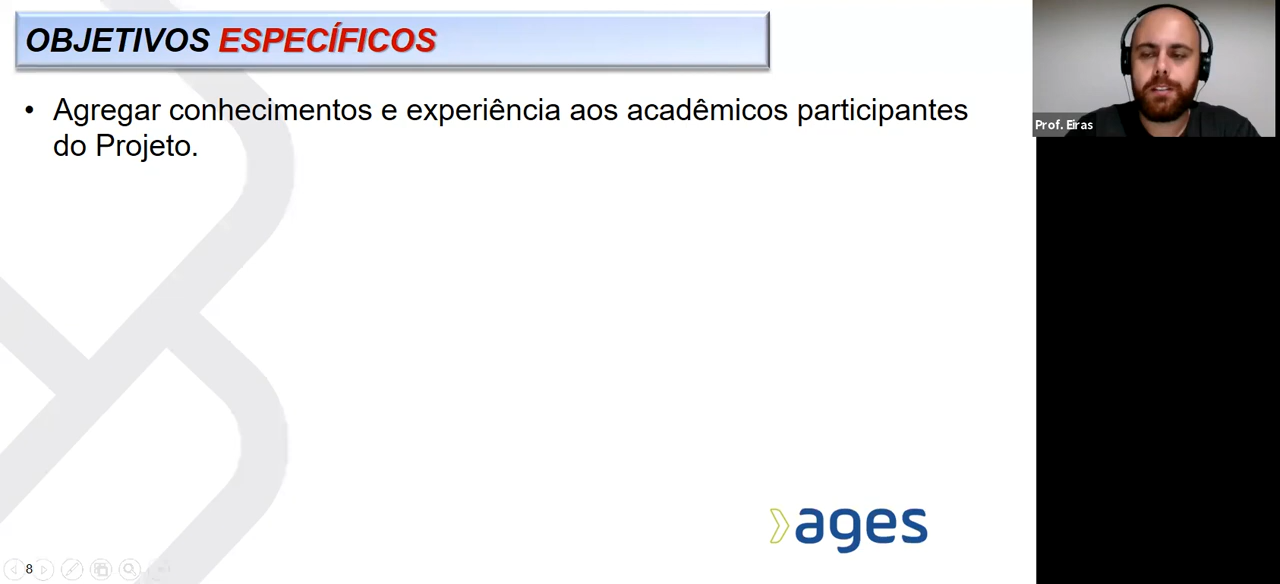 OBJETIVOS ESPECÍFICOS
• Agregar conhecimentos e experiência aos acadêmicos participantes
do Projeto.
Prof. Eiras
ages
8